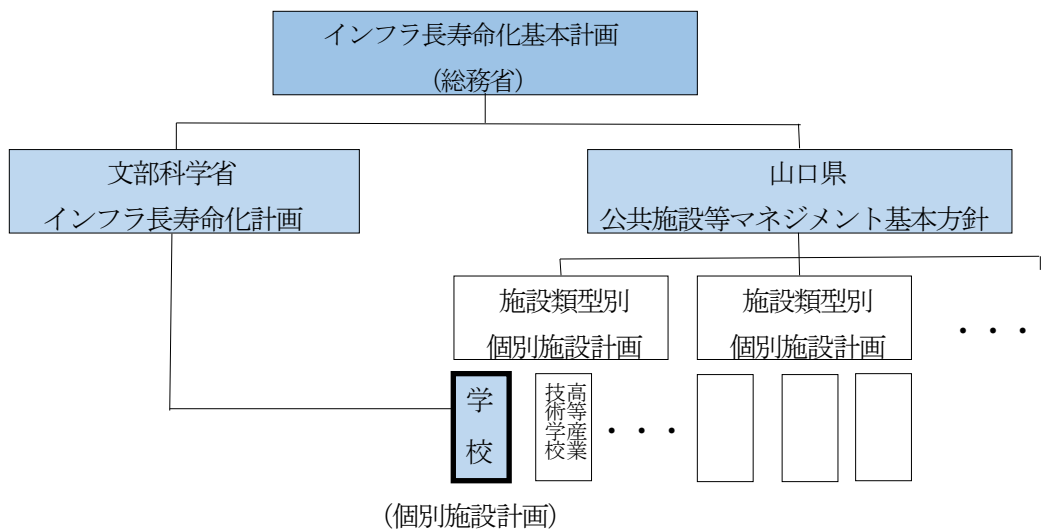 インフラ長寿命化基本計画
(総務省)
文部科学省
インフラ長寿命化計画
山口県
公共施設等マネジメント基本方針
施設類型別
個別施設計画
施設類型別
個別施設計画
・・・
学校
高等産業
技術学校
・・・
(個別施設計画)